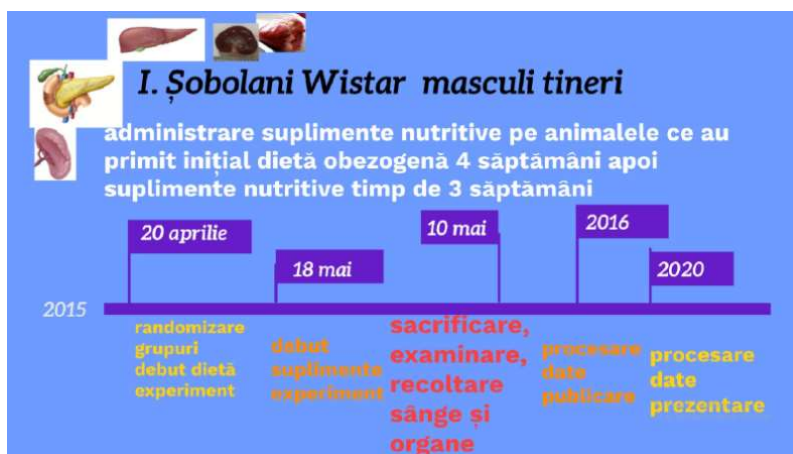 I. Șobolani Wistar masculi tineri
administrare suplimente nutritive pe animalele ce au
primit inițial dietă obezogenă 4 săptămâni apoi
suplimente nutritive timp de 3 săptămâni
20 aprilie
18 mai
10 mai
2016
2020
2015
randomizare
grupuri
debut dietă
experiment
debut
suplimente
experiment
sacrificare,
examinare,
recoltare
sânge și
organe
procesare
date
publicare
procesare
date
prezentare